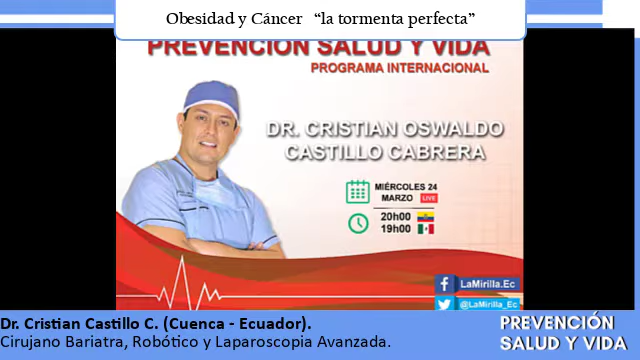 Obesidad y Cáncer “la tormenta perfecta”
PREVENCIÓN SALUD Y VIDA
PROGRAMA INTERNACIONAL
DR. CRISTIAN OSWALDO
CASTILLO CABRERA
MIÉRCOLES 24
MARZO LIVE
20h00
19h00
LaMirilla.Ec
@LaMirilla_Ec
Dr. Cristian Castillo C. (Cuenca - Ecuador).
Cirujano Bariatra, Robótico y Laparoscopia Avanzada.
PREVENCIÓN
SALUD Y VIDA